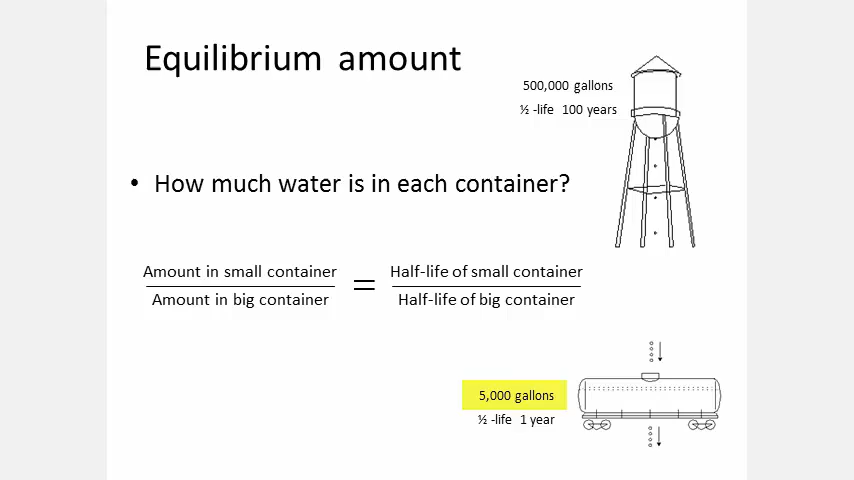 Equilibrium amount
500,000 gallons
½ -life 100 years
• How much water is in each container?
Amount in small container
Amount in big container
=
Half-life of small container
Half-life of big container
5,000 gallons
½ -life 1 year